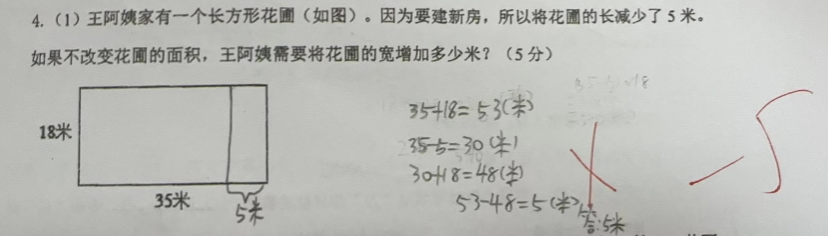 4.（1）王阿姨家有一个长方形花圃（如图）。因为要建新房，所以将花圃的长减少了5米。
如果不改变花圃的面积，王阿姨需要将花圃的宽增加多少米？（5分）
18米
35米
5米
35+18=53(米)
35-5=30(米)
30+18=48(米)
53-48=5(米)
答:5米
-5